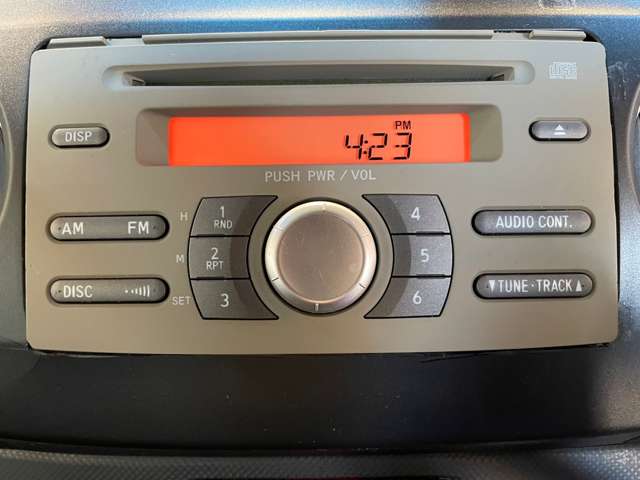 DISP
PM
4:23
PUSH PWR / VOL
AM FM
H 1 RND
M 2 RPT
SET 3
DISC
4
5
6
AUDIO CONT.
▼TUNE·TRACK▲